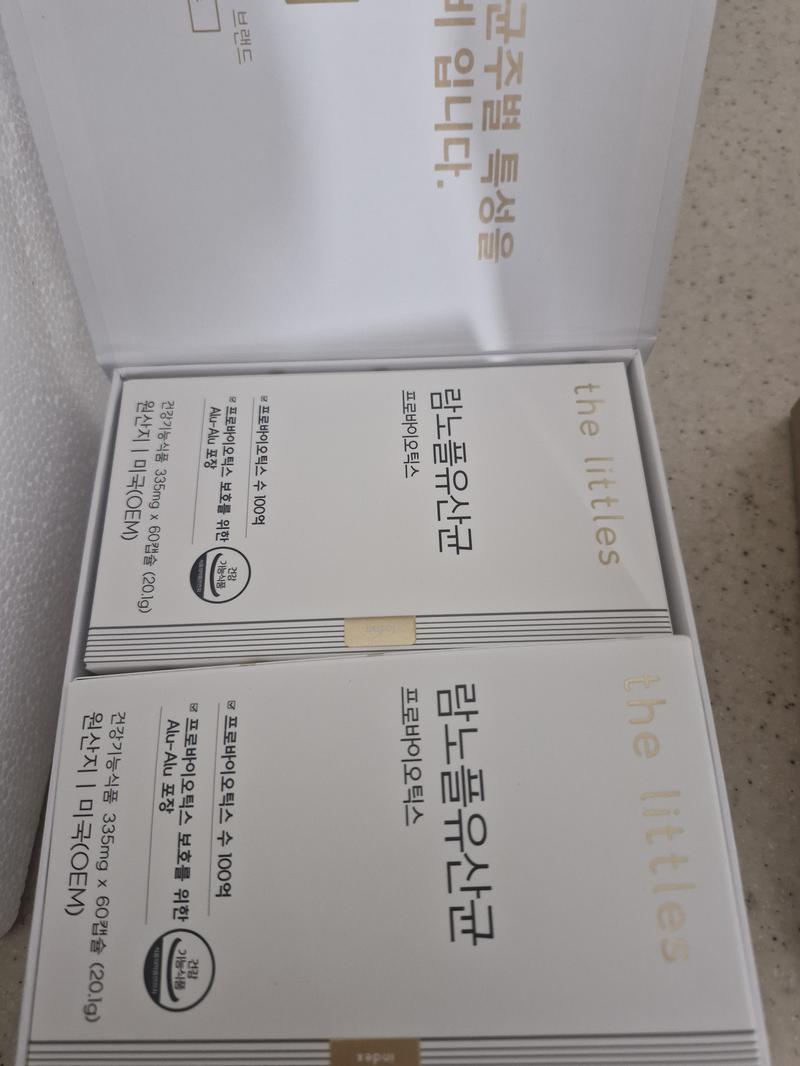 브랜드
균주별 특성을
비 입니다.
the littles
람노플유산균
프로바이오틱스
프로바이오틱스 수 100억
프로바이오틱스 보호를 위한
Alu-Alu 포장
건강
기능식품
건강기능식품 335mg x 60캡슐 (20.1g)
원산지 | 미국(OEM)
index
the littles
람노플유산균
프로바이오틱스
프로바이오틱스 수 100억
프로바이오틱스 보호를 위한
Alu-Alu 포장
건강
기능식품
건강기능식품 335mg x 60캡슐 (20.1g)
원산지 | 미국(OEM)
index